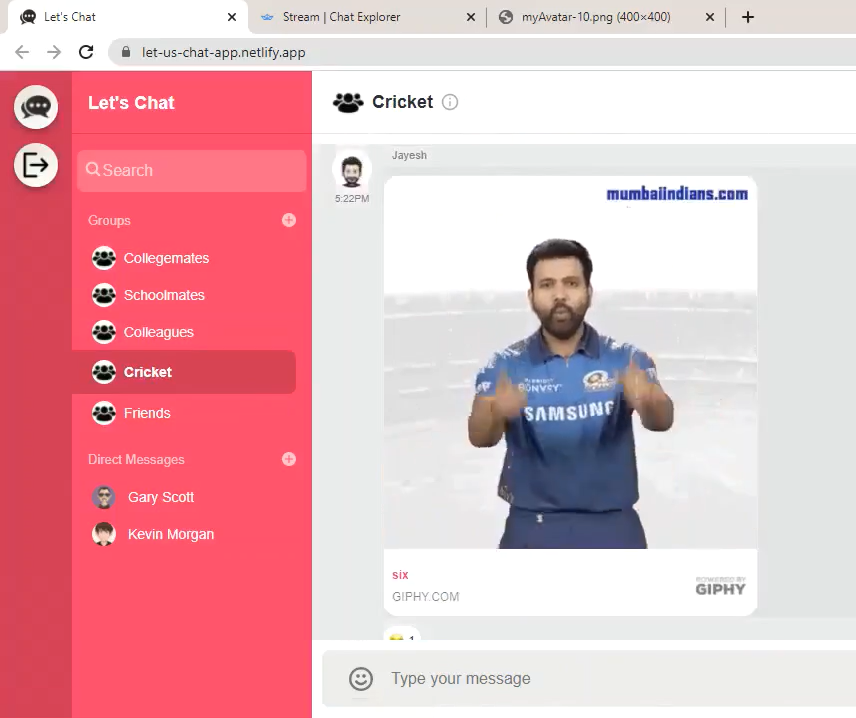 Let's Chat
Stream | Chat Explorer
myAvatar-10.png (400×400)
let-us-chat-app.netlify.app
Let's Chat
Search
Groups
Collegemates
Schoolmates
Colleagues
Cricket
Friends
Direct Messages
Gary Scott
Kevin Morgan
Cricket
Jayesh
5:22PM
mumbaiindians.com
SAMSUNG
six
GIPHY.COM
POWERED BY
GIPHY
1
Type your message